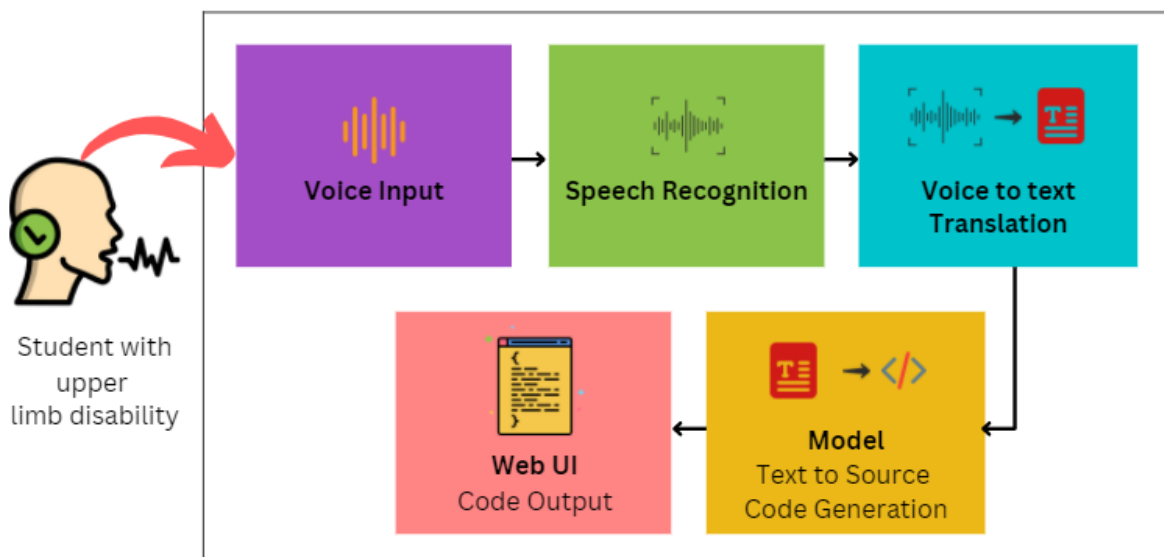 Voice Input
Speech Recognition
Voice to text
Translation
Student with
upper
limb disability
Model
Text to Source
Code Generation
Web UI
Code Output